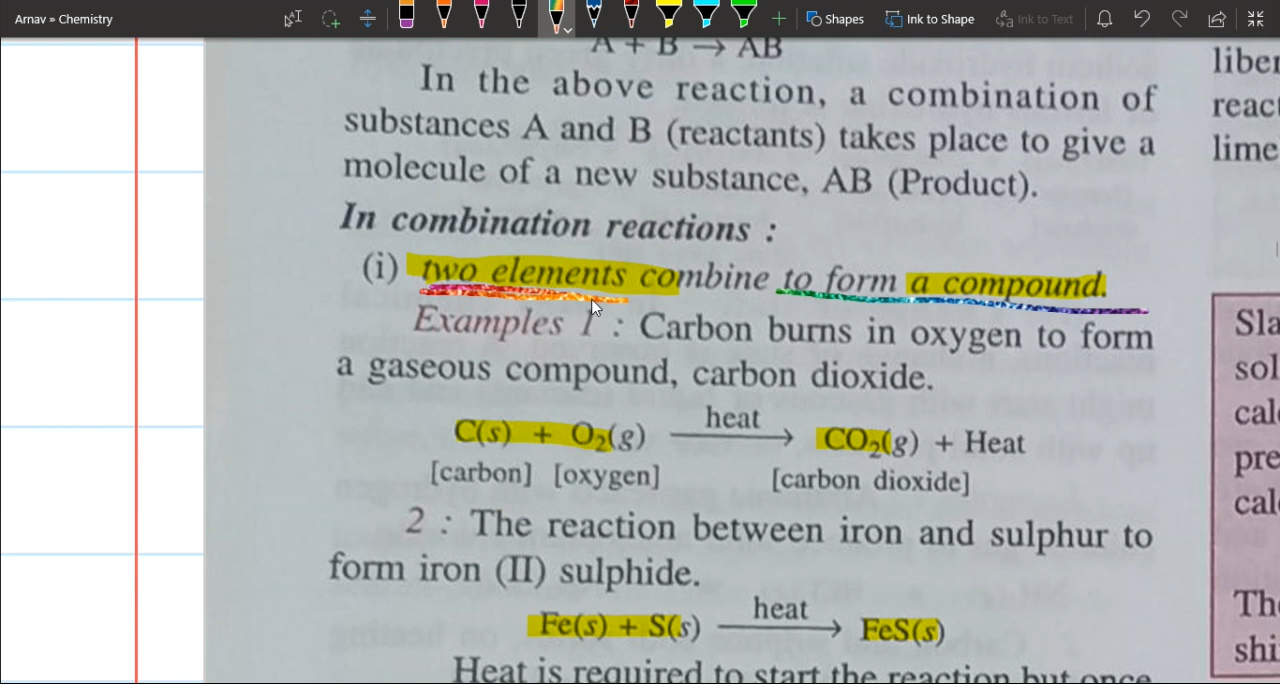 Arnav » Chemistry
Shapes
Ink to Shape
Ink to Text
A + B → AB
In the above reaction, a combination of
substances A and B (reactants) takes place to give a
molecule of a new substance, AB (Product).
In combination reactions :
(i) two elements combine to form a compound.
Examples 1 : Carbon burns in oxygen to form
a gaseous compound, carbon dioxide.
C(s) + O₂(g) heat → CO₂(g) + Heat
[carbon] [oxygen] [carbon dioxide]
2 : The reaction between iron and sulphur to
form iron (II) sulphide.
Fe(s) + S(s) heat → FeS(s)
Heat is required to start the reaction but once
lime